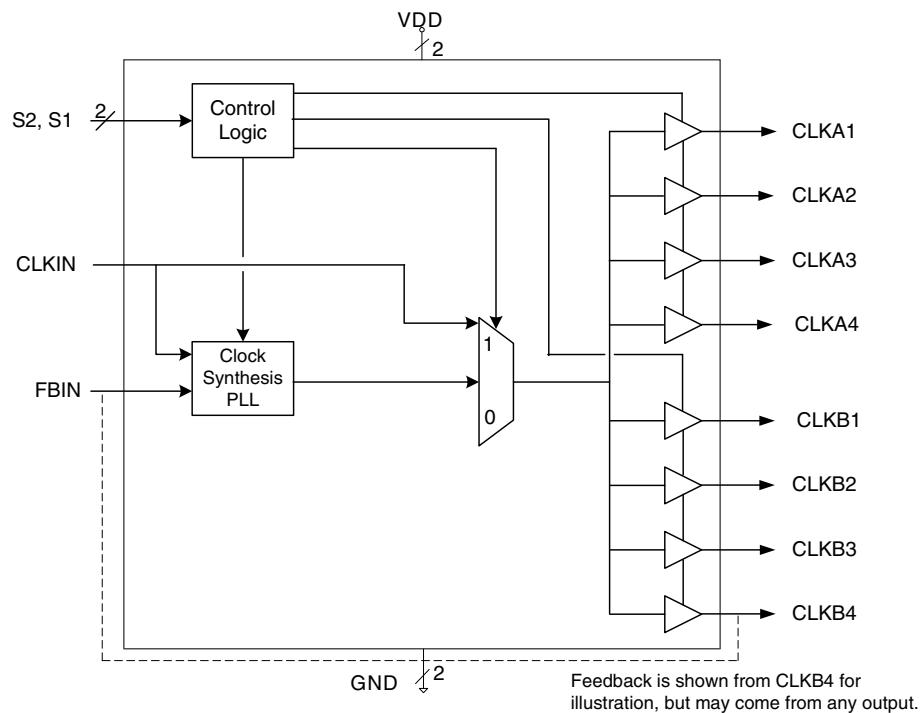 VDD
2
S2, S1
2
Control
Logic
CLKA1
CLKA2
CLKIN
CLKA3
CLKA4
1
Clock
Synthesis
PLL
FBIN
0
CLKB1
CLKB2
CLKB3
CLKB4
GND
2
Feedback is shown from CLKB4 for
illustration, but may come from any output.